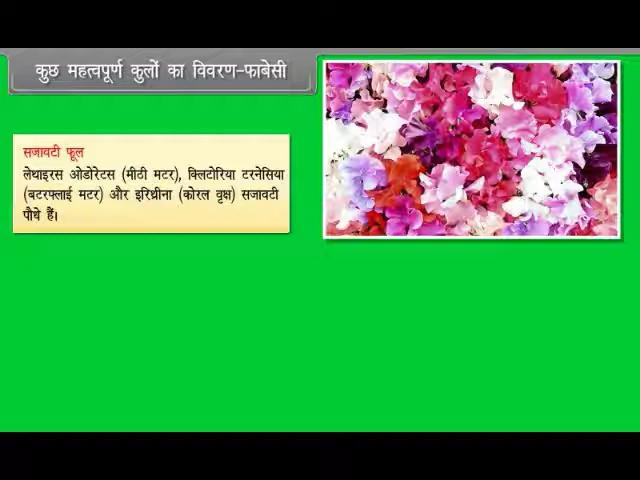 कुछ महत्वपूर्ण कुलों का विवरण-फाबेसी
सजावटी फूल
लेथाइरस ओडोरेटस (मीठी मटर), क्लिटोरिया टरनेसिया
(बटरफ्लाई मटर) और इरिथ्रीना (कोरल वृक्ष) सजावटी
पौधे हैं।